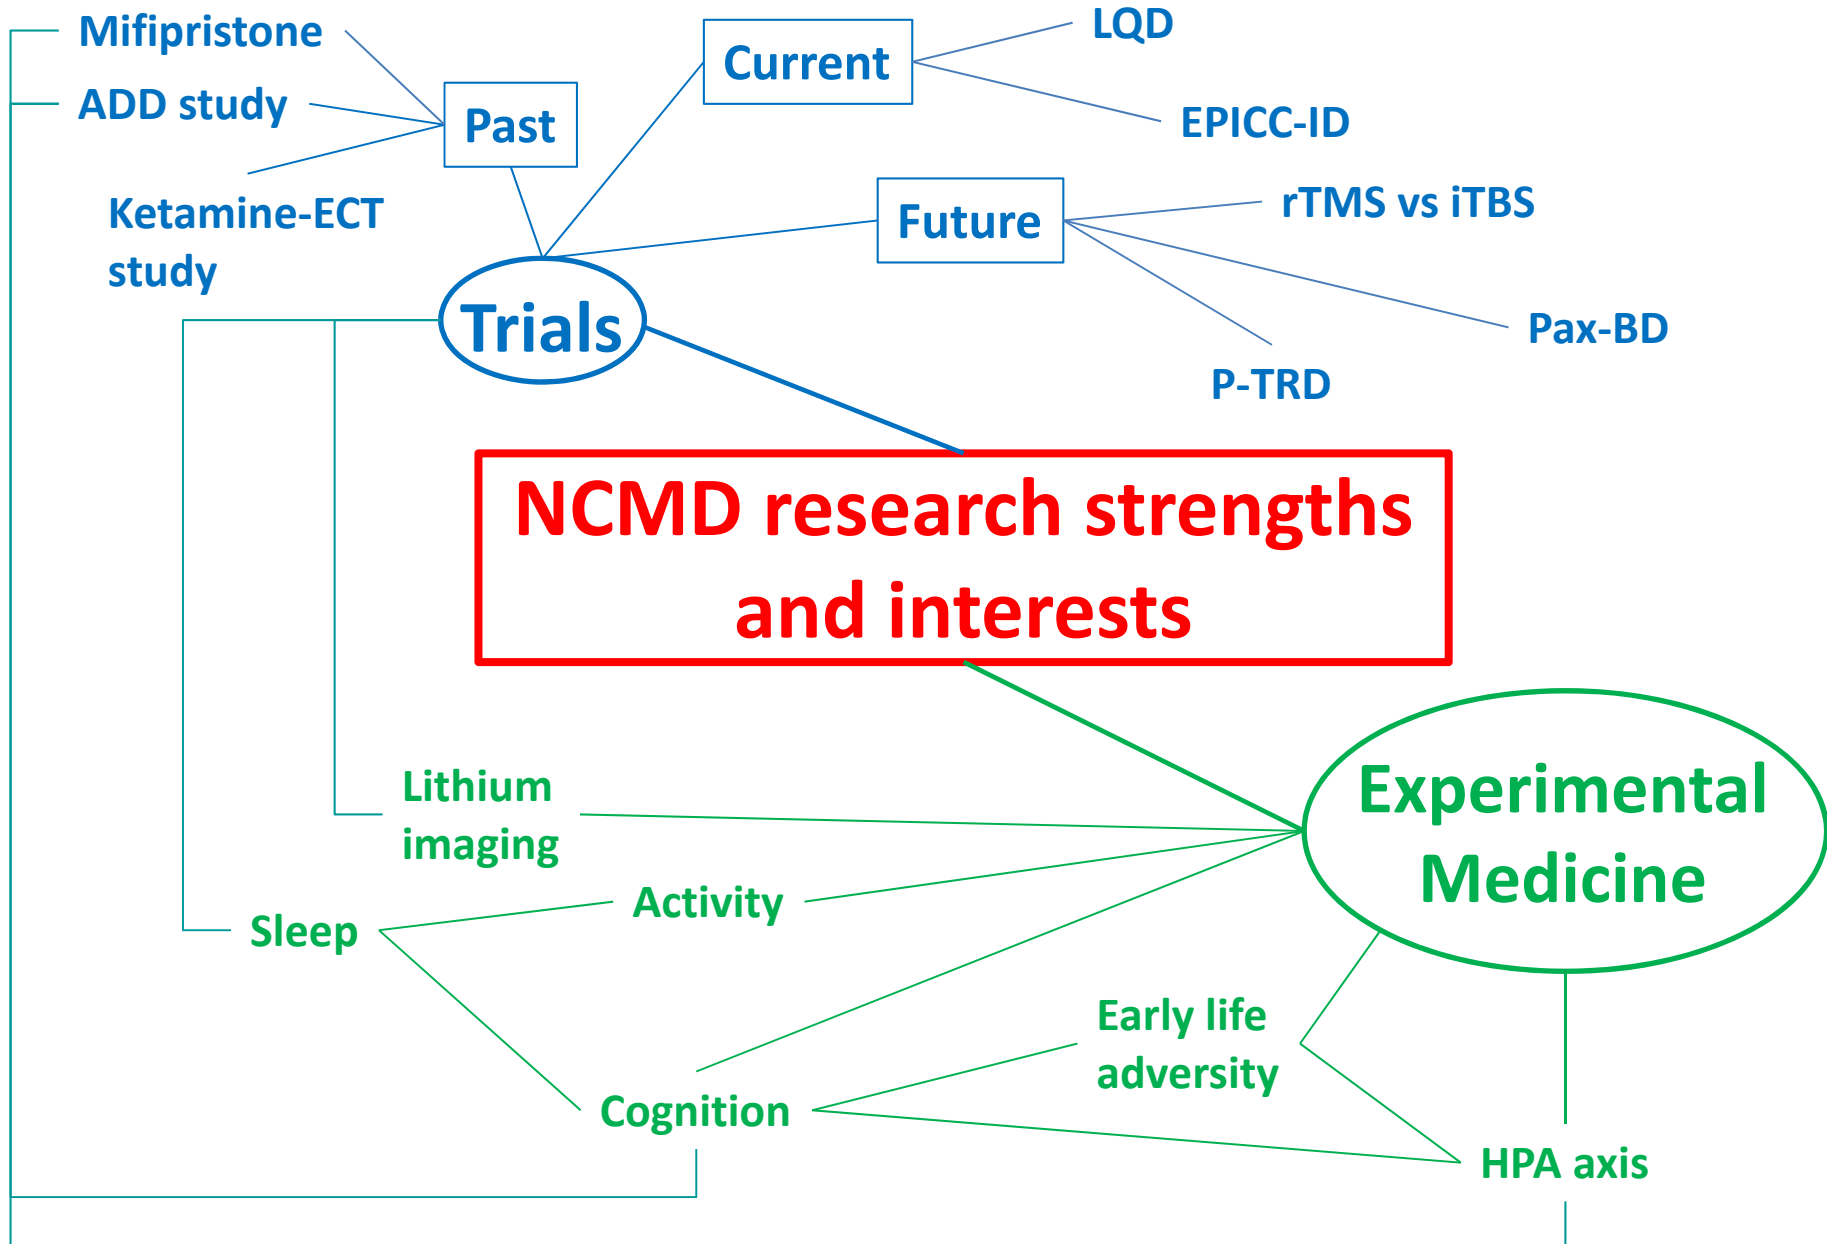 Mifipristone
ADD study
Ketamine-ECT
study
Past
Current
LQD
EPICC-ID
Future
rTMS vs iTBS
Pax-BD
P-TRD
Trials
NCMD research strengths
and interests
Experimental
Medicine
Lithium
imaging
Activity
Sleep
Early life
adversity
Cognition
HPA axis